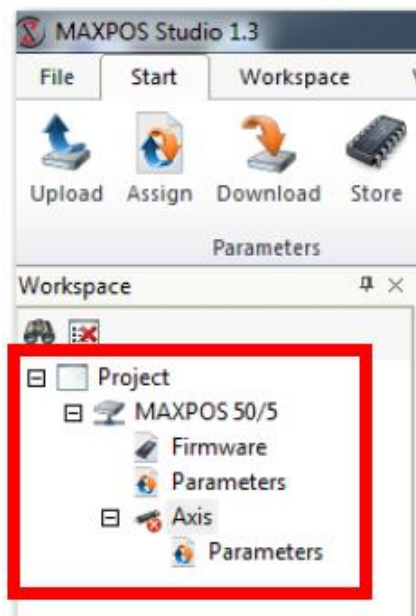 MAXPOS Studio 1.3
File Start Workspace
Upload Assign Download Store
Parameters
Workspace
Project
MAXPOS 50/5
Firmware
Parameters
Axis
Parameters